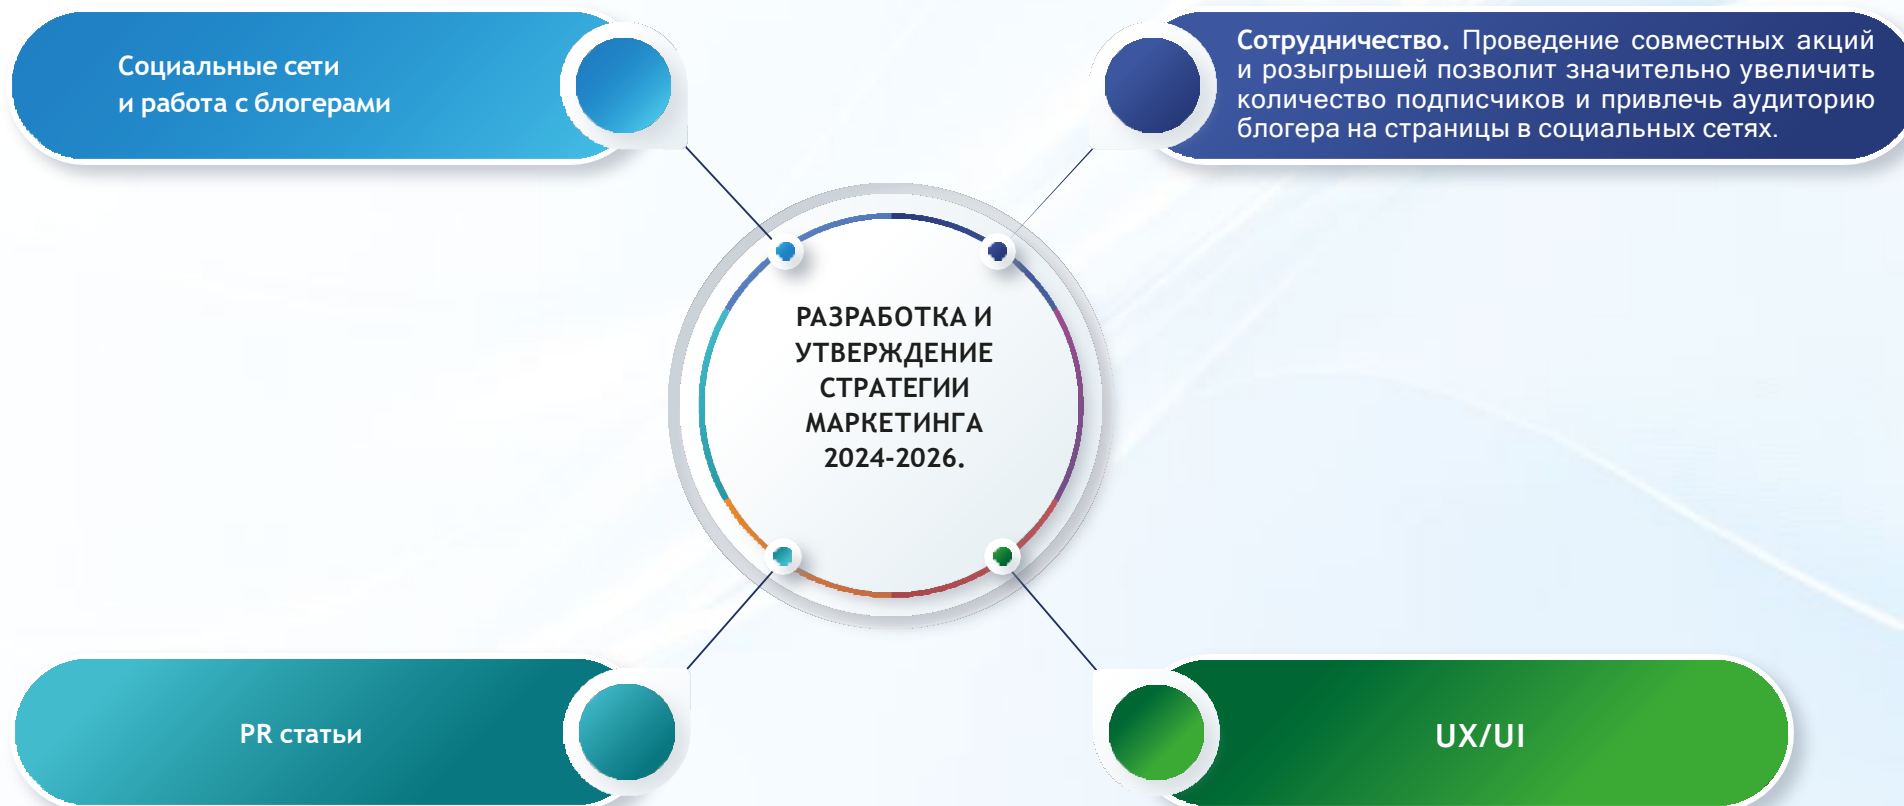 Социальные сети
и работа с блогерами
Сотрудничество. Проведение совместных акций
и розыгрышей позволит значительно увеличить
количество подписчиков и привлечь аудиторию
блогера на страницы в социальных сетях.
РАЗРАБОТКА И
УТВЕРЖДЕНИЕ
СТРАТЕГИИ
МАРКЕТИНГА
2024-2026.
PR статьи
UX/UI